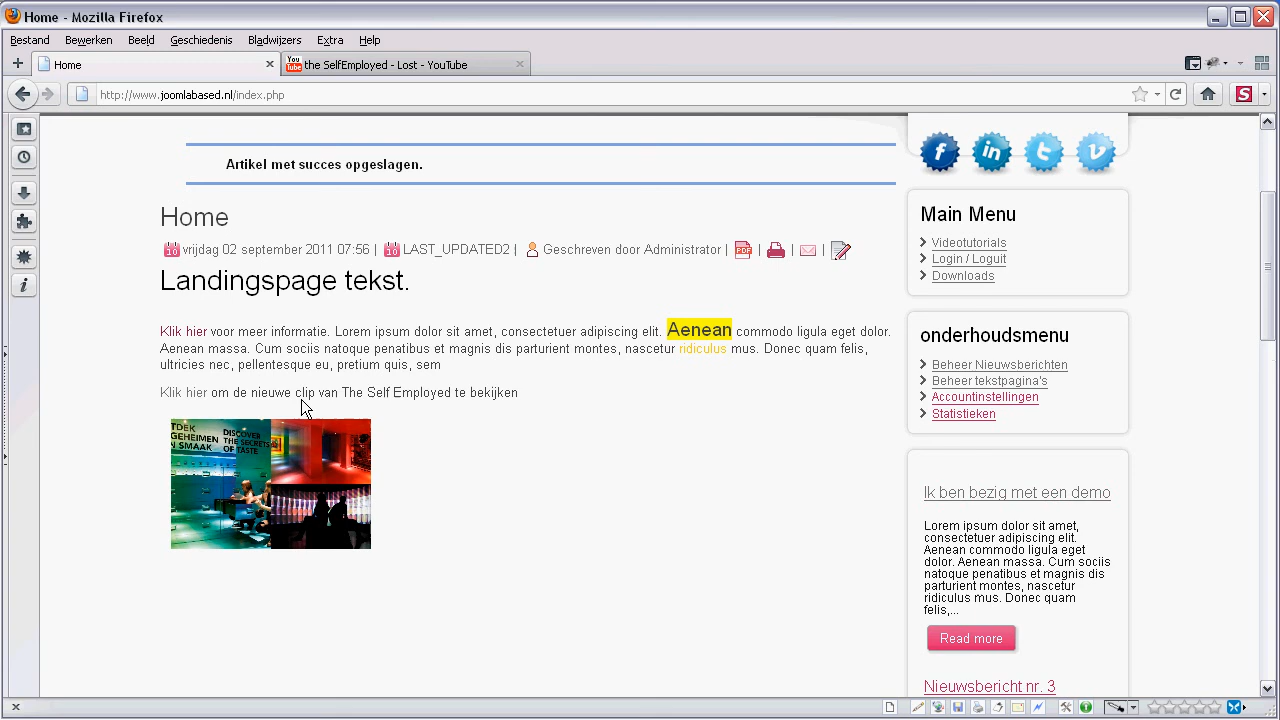 Home - Mozilla Firefox
Bestand Bewerken Beeld Geschiedenis Bladwijzers Extra Help
Home
You Tube the SelfEmployed - Lost - YouTube
http://www.joomlabased.nl/index.php
S
f in t v
Artikel met succes opgeslagen.
Home
10 vrijdag 02 september 2011 07:56 | 10 LAST_UPDATED2 | Geschreven door Administrator | PDF | | |
Landingspage tekst.
Klik hier voor meer informatie. Lorem ipsum dolor sit amet, consectetuer adipiscing elit. Aenean commodo ligula eget dolor.
Aenean massa. Cum sociis natoque penatibus et magnis dis parturient montes, nascetur ridiculus mus. Donec quam felis,
ultricies nec, pellentesque eu, pretium quis, sem
Klik hier om de nieuwe clip van The Self Employed te bekijken
TDEK
GEHEIMEN
N SMAAK
DISCOVER
THE SECRETS
OF TASTE
Main Menu
Videotutorials
Login / Loguit
Downloads
onderhoudsmenu
Beheer Nieuwsberichten
Beheer tekstpagina's
Accountinstellingen
Statistieken
Ik ben bezig met een demo
Lorem ipsum dolor sit amet,
consectetuer adipiscing elit.
Aenean commodo ligula eget
dolor. Aenean massa. Cum sociis
natoque penatibus et magnis dis
parturient montes, nascetur
ridiculus mus. Donec quam
felis,...
Read more
Nieuwsbericht nr. 3